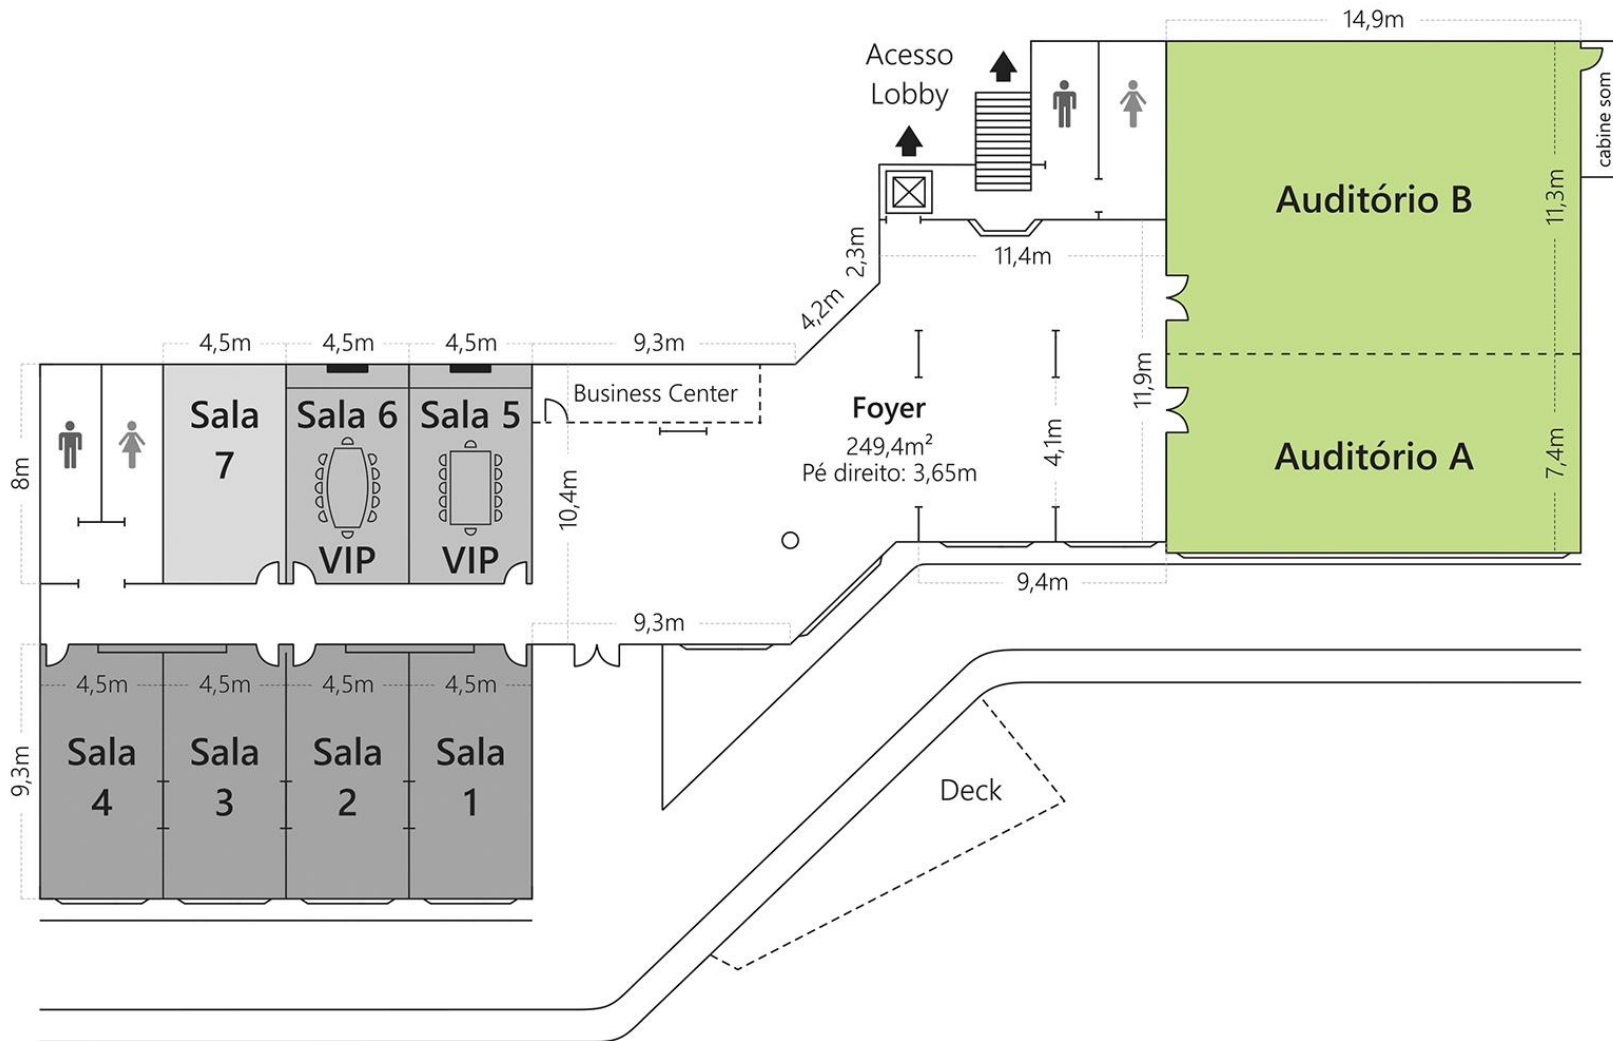 14,9m
Acesso
Lobby
cabine som
Auditório B
11,3m
2,3m
11,4m
4,2m
4,5m
4,5m
4,5m
9,3m
11,9m
Business Center
Sala
7
Sala 6
VIP
Sala 5
VIP
Foyer
249,4m²
Pé direito: 3,65m
4,1m
Auditório A
7,4m
8m
10,4m
9,4m
9,3m
4,5m
4,5m
4,5m
4,5m
9,3m
Sala
4
Sala
3
Sala
2
Sala
1
Deck